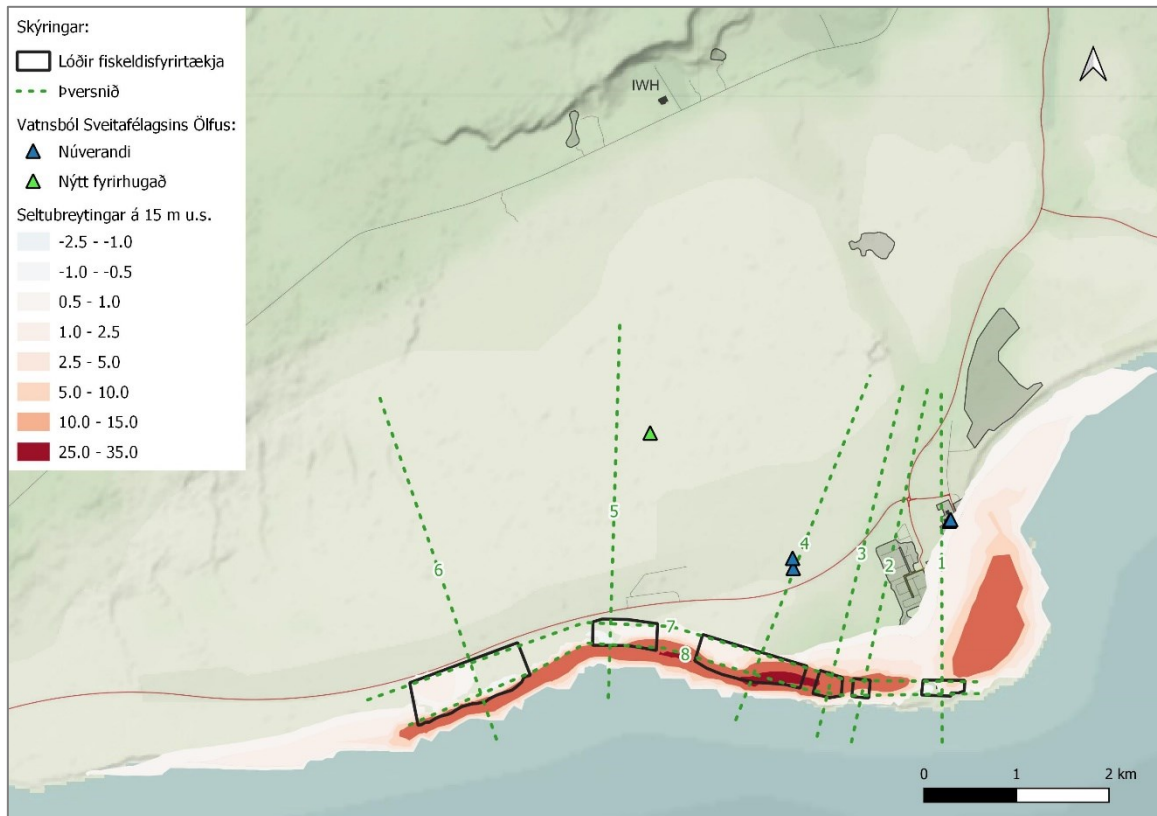 Skýringar:
Lóðir fiskeldisfyrirtækja
Þversnið
Vatnsból Sveitafélagsins Ölfus:
Núverandi
Nýtt fyrirhugað
Seltubreytingar á 15 m u.s.
-2.5 - -1.0
-1.0 - -0.5
0.5 - 1.0
1.0 - 2.5
2.5 - 5.0
5.0 - 10.0
10.0 - 15.0
25.0 - 35.0
IWH
5
4
3
6
2
1
7
8
0 1 2 km